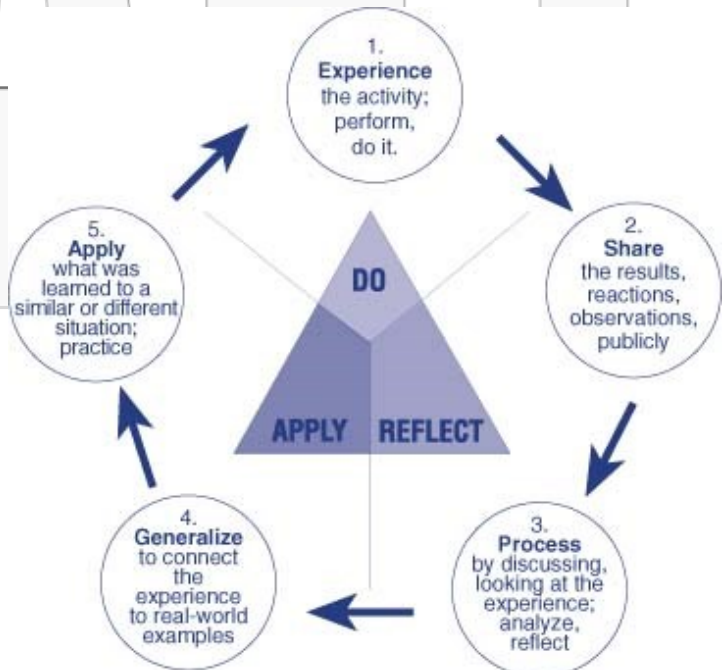 1.
Experience
the activity;
perform,
do it.
2.
Share
the results,
reactions,
observations,
publicly
3.
Process
by discussing,
looking at the
experience;
analyze,
reflect
4.
Generalize
to connect
the
experience
to real-world
examples
5.
Apply
what was
learned to a
similar or different
situation;
practice
DO
APPLY REFLECT